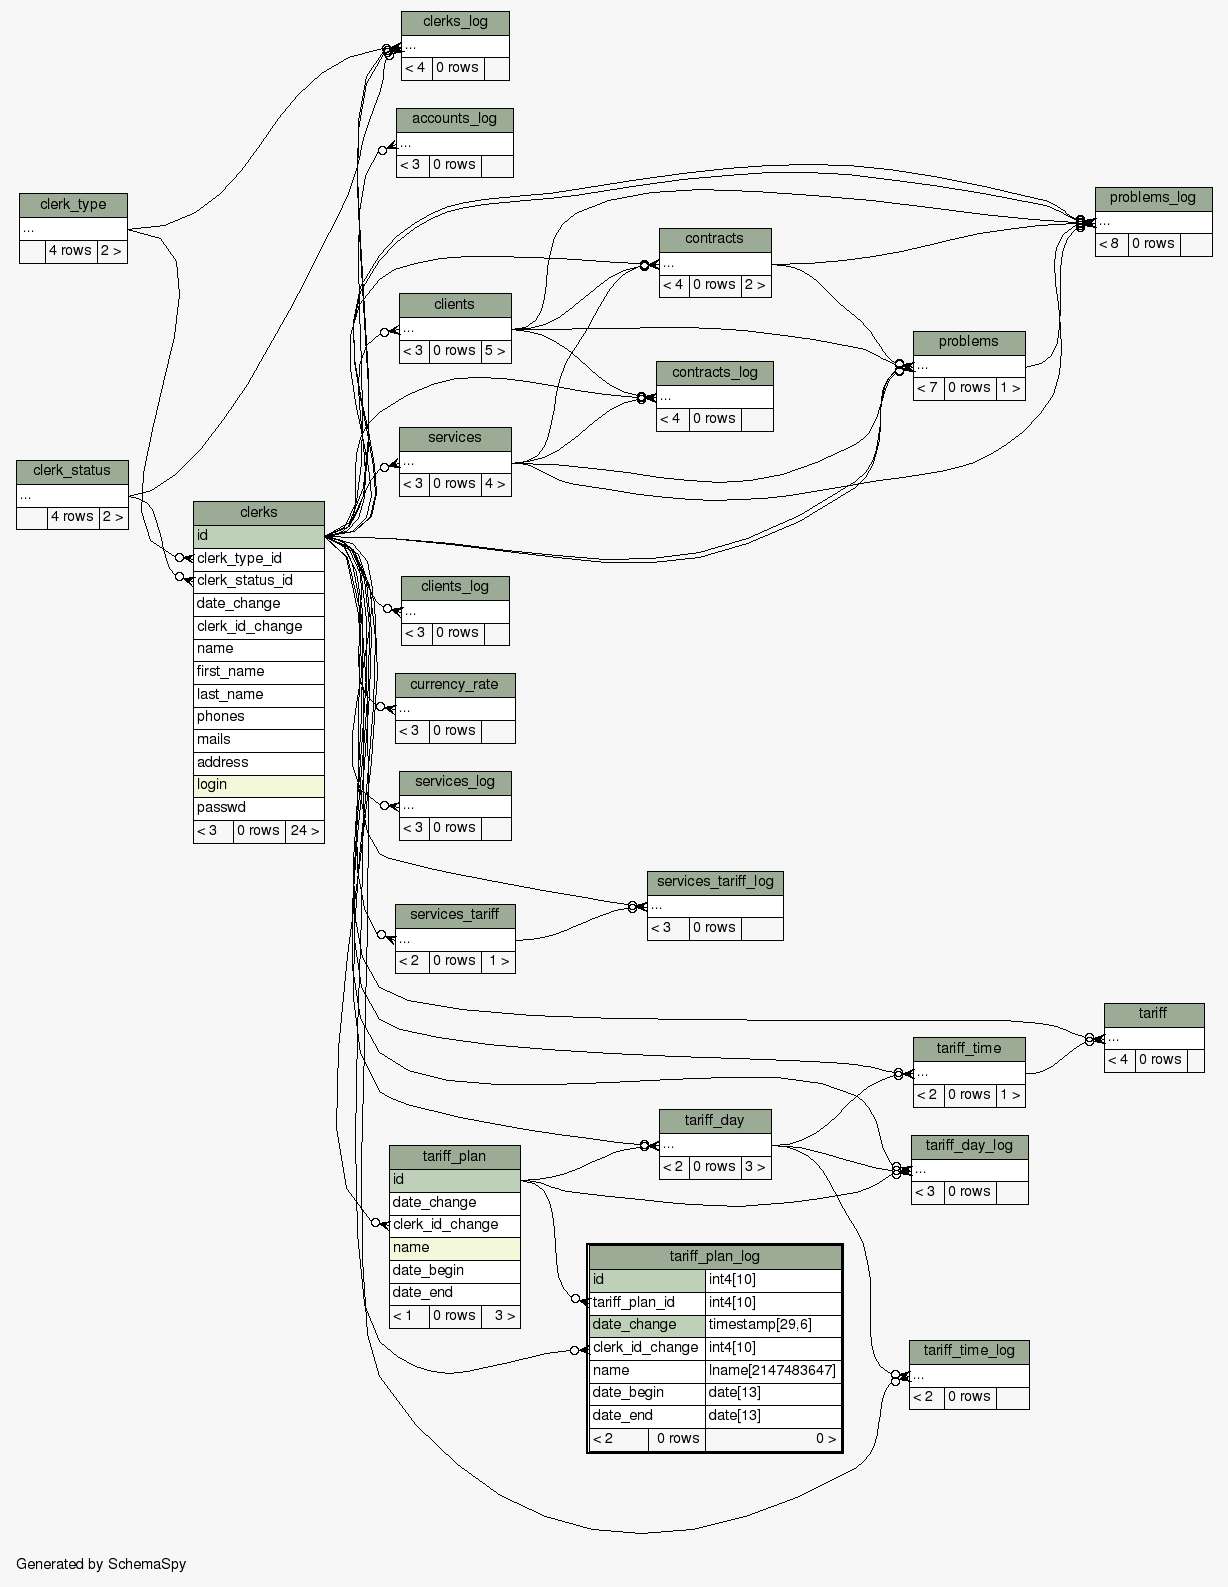 clerks_log
...
< 4 0 rows
accounts_log
...
< 3 0 rows
clerk_type
...
4 rows 2 >
problems_log
...
< 8 0 rows
contracts
...
< 4 0 rows 2 >
clients
...
< 3 0 rows 5 >
problems
...
< 7 0 rows 1 >
contracts_log
...
< 4 0 rows
services
...
< 3 0 rows 4 >
clerk_status
...
4 rows 2 >
clerks
id
clerk_type_id
clerk_status_id
date_change
clerk_id_change
name
first_name
last_name
phones
mails
address
login
passwd
< 3 0 rows 24 >
clients_log
...
< 3 0 rows
currency_rate
...
< 3 0 rows
services_log
...
< 3 0 rows
services_tariff_log
...
< 3 0 rows
services_tariff
...
< 2 0 rows 1 >
tariff
...
< 4 0 rows
tariff_time
...
< 2 0 rows 1 >
tariff_day
...
< 2 0 rows 3 >
tariff_day_log
...
< 3 0 rows
tariff_plan
id
date_change
clerk_id_change
name
date_begin
date_end
< 1 0 rows 3 >
tariff_plan_log
id int4[10]
tariff_plan_id int4[10]
date_change timestamp[29,6]
clerk_id_change int4[10]
name lname[2147483647]
date_begin date[13]
date_end date[13]
< 2 0 rows 0 >
tariff_time_log
...
< 2 0 rows
Generated by SchemaSpy